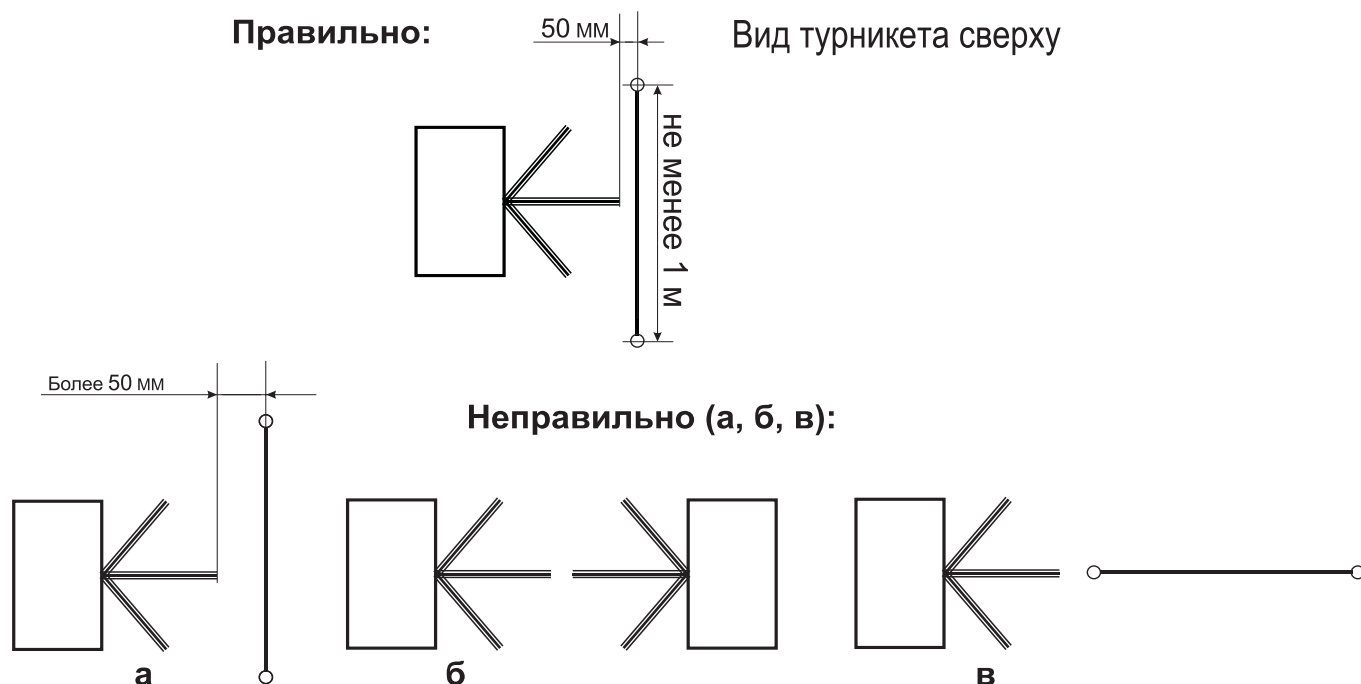 Правильно:
50 мм
Вид турникета сверху
не менее 1 м
Более 50 мм
Неправильно (а, б, в):
а
б
в